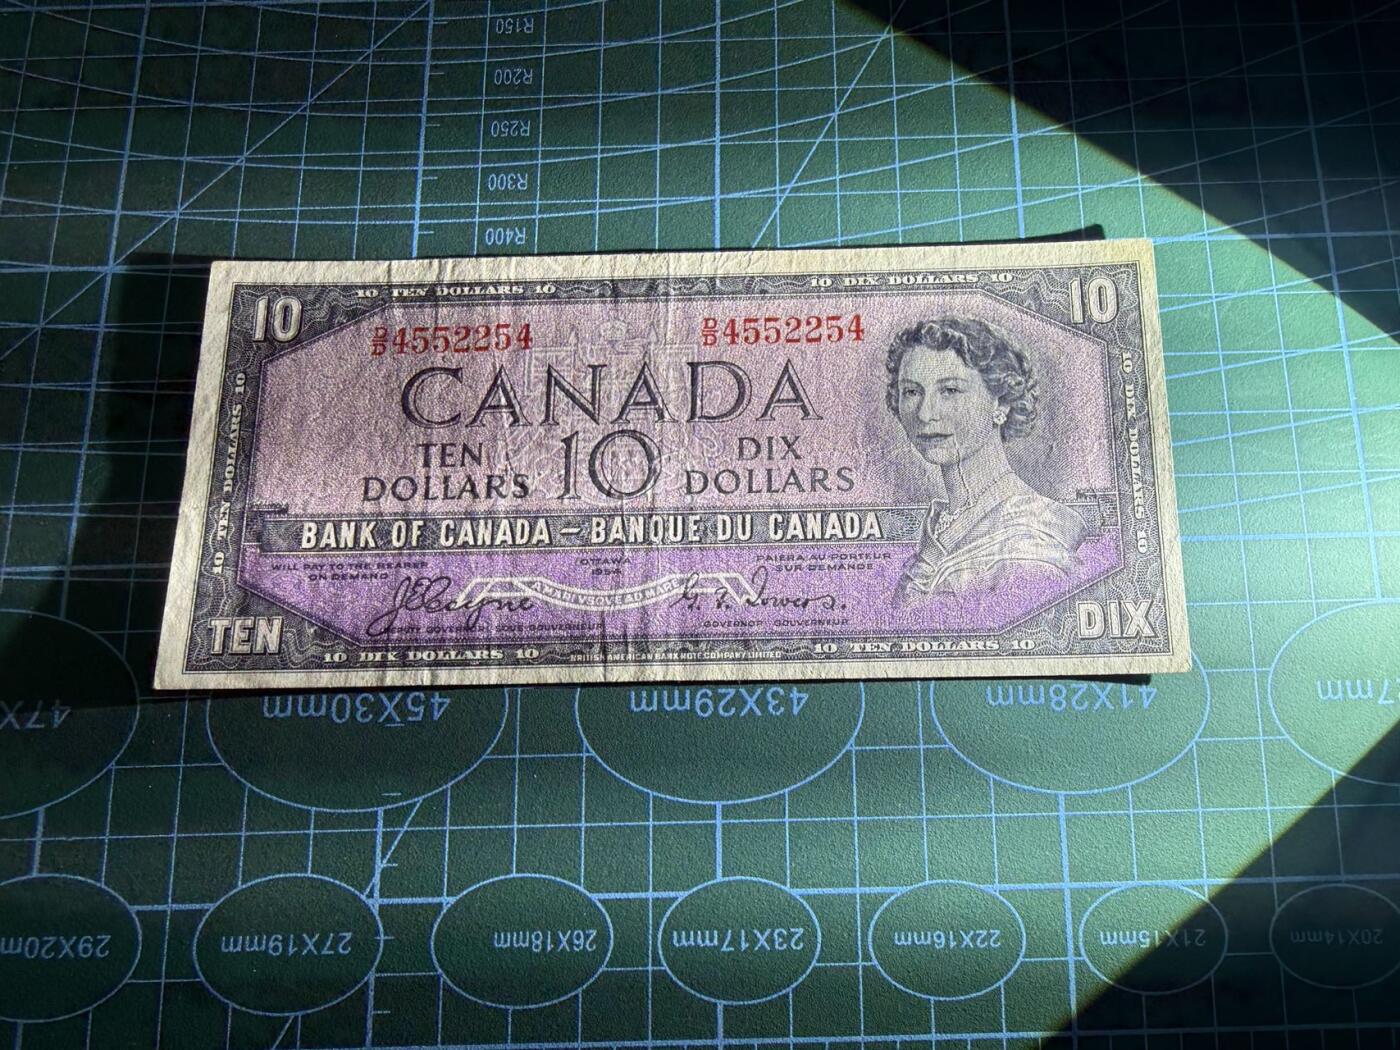 R150
R200
R250
R300
R400
10 TEN DOLLARS 10
10 DIX DOLLARS 10
10
10
D/D 4552254
D/D 4552254
CANADA
TEN
DOLLARS
10
DIX
DOLLARS
10 TEN DOLLARS 10
10 DIX DOLLARS 10
BANK OF CANADA – BANQUE DU CANADA
WILL PAY TO THE BEARER
ON DEMAND
OTTAWA
1954
PAIERA AU PORTEUR
SUR DEMANDE
A MARI VSQVE AD MARE
J.E. Coyne
G. F. Towers.
DEPUTY GOVERNOR SOUS-GOUVERNEUR
GOVERNOR GOUVERNEUR
TEN
DIX
10 DIX DOLLARS 10
10 TEN DOLLARS 10
BRITISH AMERICAN BANK NOTE COMPANY LIMITED
45X30mm
43X29mm
41X28mm
29X20mm
27X19mm
26X18mm
23X17mm
22X16mm
21X15mm
20X14mm